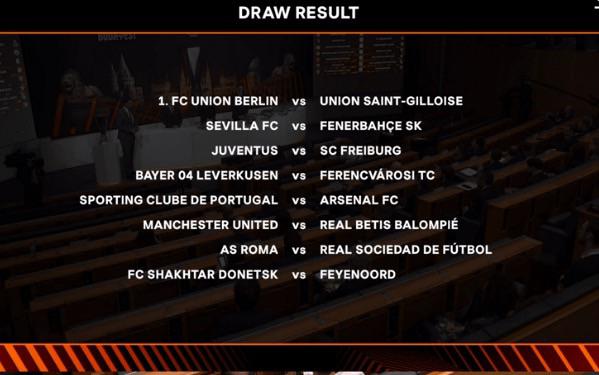 DRAW RESULT
1. FC UNION BERLIN vs UNION SAINT-GILLOISE
SEVILLA FC vs FENERBAHÇE SK
JUVENTUS vs SC FREIBURG
BAYER 04 LEVERKUSEN vs FERENCVÁROSI TC
SPORTING CLUBE DE PORTUGAL vs ARSENAL FC
MANCHESTER UNITED vs REAL BETIS BALOMPIÉ
AS ROMA vs REAL SOCIEDAD DE FÚTBOL
FC SHAKHTAR DONETSK vs FEYENOORD